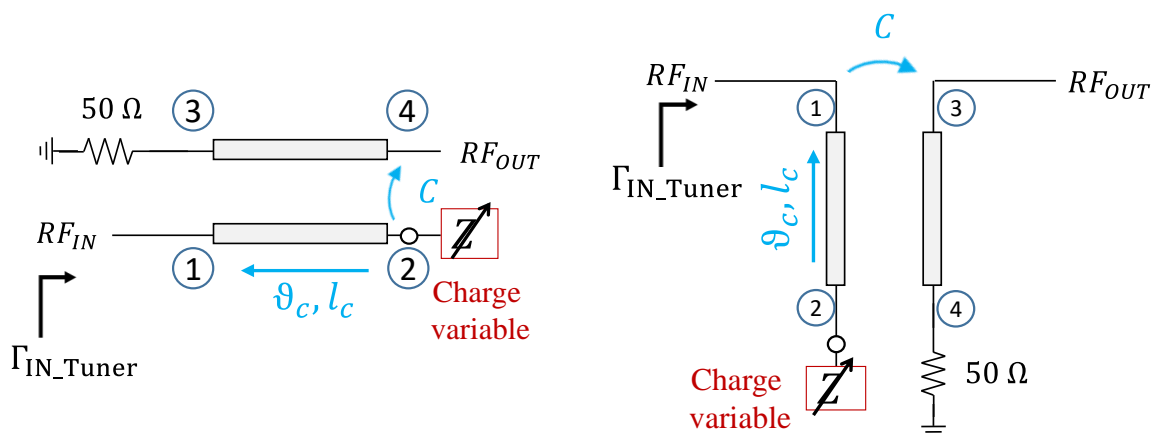 50 Ω
3
4
RF_OUT
C
RF_IN
Z
1
2
ϑ_C, l_c
Charge
variable
Γ_IN_Tuner
C
RF_IN
RF_OUT
1
3
Γ_IN_Tuner
ϑ_C, l_c
2
4
Charge
variable
Z
50 Ω